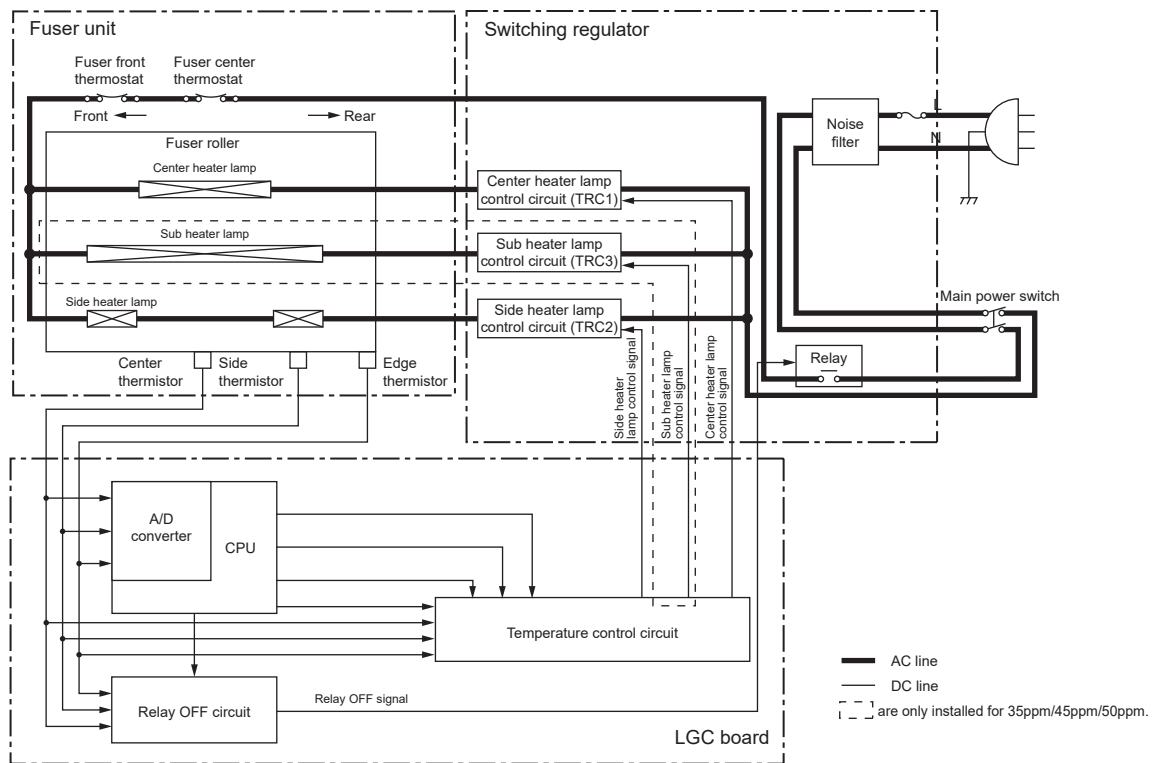 Fuser unit
Switching regulator
Fuser front
thermostat
Fuser center
thermostat
Front
Rear
Fuser roller
Center heater lamp
Sub heater lamp
Side heater lamp
Center heater lamp
control circuit (TRC1)
Sub heater lamp
control circuit (TRC3)
Side heater lamp
control circuit (TRC2)
Noise
filter
L
N
Main power switch
Relay
Center
thermistor
Side
thermistor
Edge
thermistor
Side heater
lamp control signal
Sub heater lamp
control signal
Center heater lamp
control signal
A/D
converter
CPU
Temperature control circuit
Relay OFF circuit
Relay OFF signal
LGC board
AC line
DC line
are only installed for 35ppm/45ppm/50ppm.